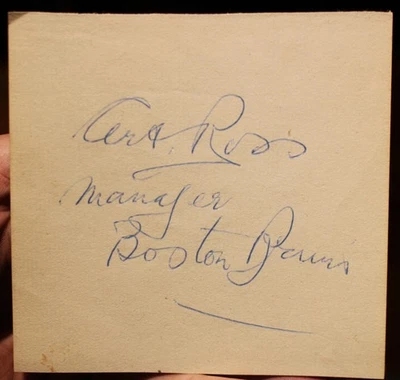 Art. Ross
Manager
Boston Bruins